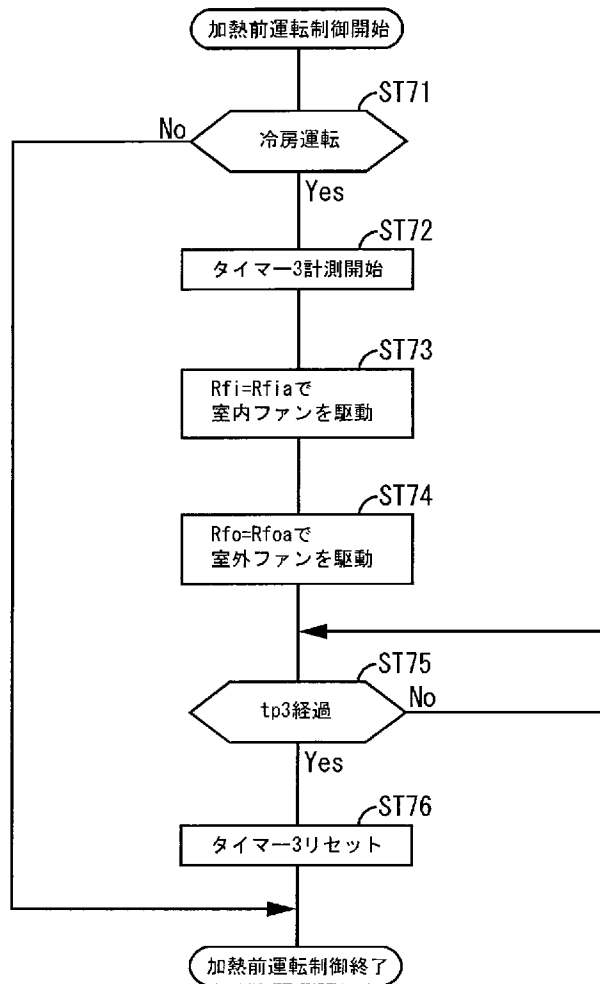 加熱前運転制御開始
ST71
冷房運転
No
Yes
ST72
タイマー3計測開始
ST73
Rfi=Rfiaで
室内ファンを駆動
ST74
Rfo=Rfoaで
室外ファンを駆動
ST75
tp3経過
No
Yes
ST76
タイマー3リセット
加熱前運転制御終了